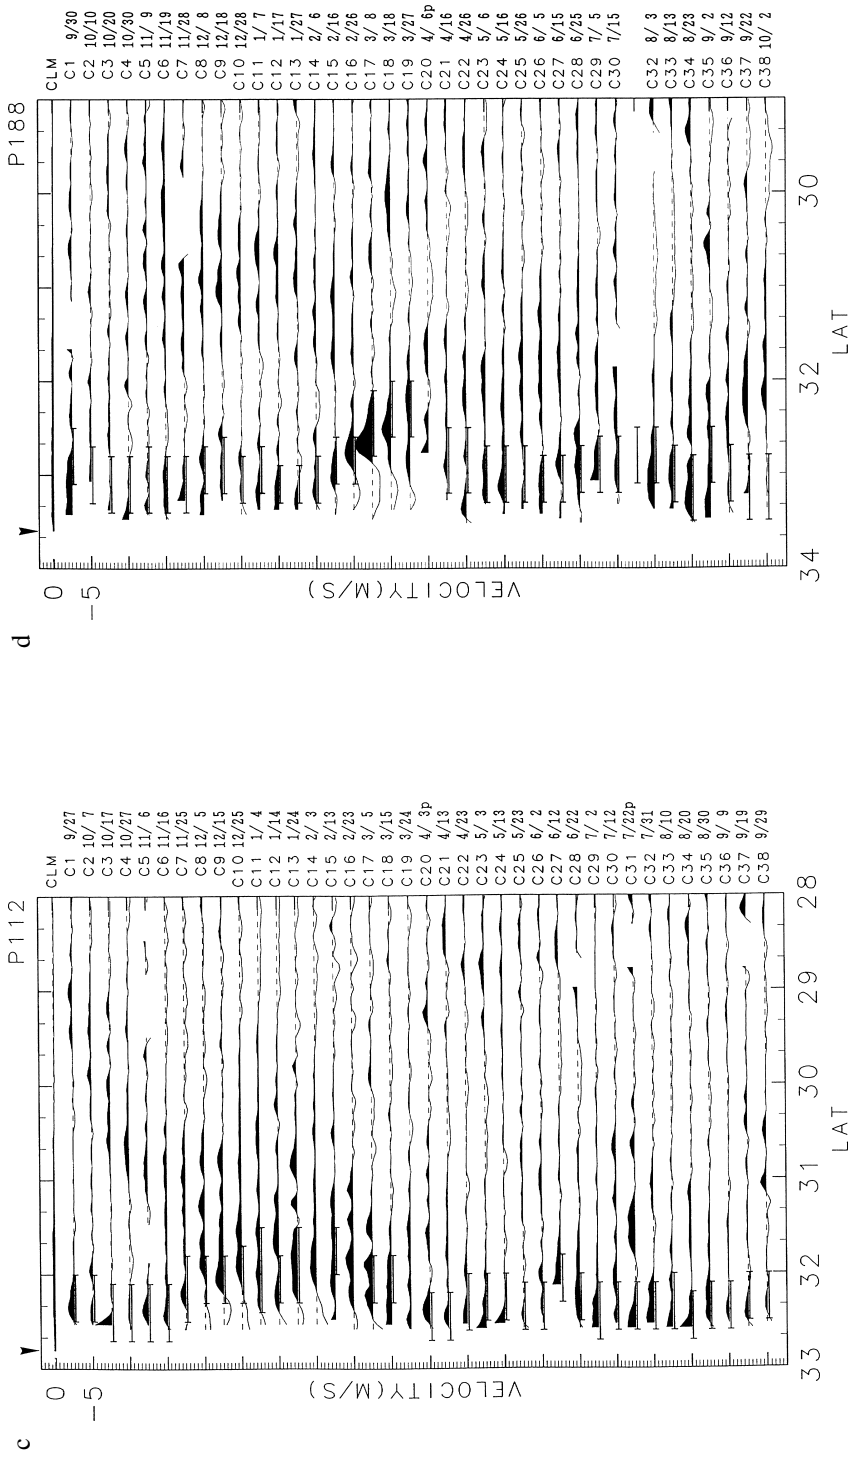 d
P188
CLM
C1 9/30
C2 10/10
C3 10/20
C4 10/30
C5 11/ 9
C6 11/19
C7 11/28
C8 12/ 8
C9 12/18
C10 12/28
C11 1/ 7
C12 1/17
C13 1/27
C14 2/ 6
C15 2/16
C16 2/26
C17 3/ 8
C18 3/18
C19 3/27
C20 4/ 6p
C21 4/16
C22 4/26
C23 5/ 6
C24 5/16
C25 5/26
C26 6/ 5
C27 6/15
C28 6/25
C29 7/ 5
C30 7/15
C32 8/ 3
C33 8/13
C34 8/23
C35 9/ 2
C36 9/12
C37 9/22
C38 10/ 2
0
-5
VELOCITY(M/S)
34
32
30
LAT
c
P112
CLM
C1 9/27
C2 10/ 7
C3 10/17
C4 10/27
C5 11/ 6
C6 11/16
C7 11/25
C8 12/ 5
C9 12/15
C10 12/25
C11 1/ 4
C12 1/14
C13 1/24
C14 2/ 3
C15 2/13
C16 2/23
C17 3/ 5
C18 3/15
C19 3/24
C20 4/ 3p
C21 4/13
C22 4/23
C23 5/ 3
C24 5/13
C25 5/23
C26 6/ 2
C27 6/12
C28 6/22
C29 7/ 2
C30 7/12
C31 7/22p
C32 7/31
C33 8/10
C34 8/20
C35 8/30
C36 9/ 9
C37 9/19
C38 9/29
0
-5
VELOCITY(M/S)
33
32
31
30
29
28
LAT